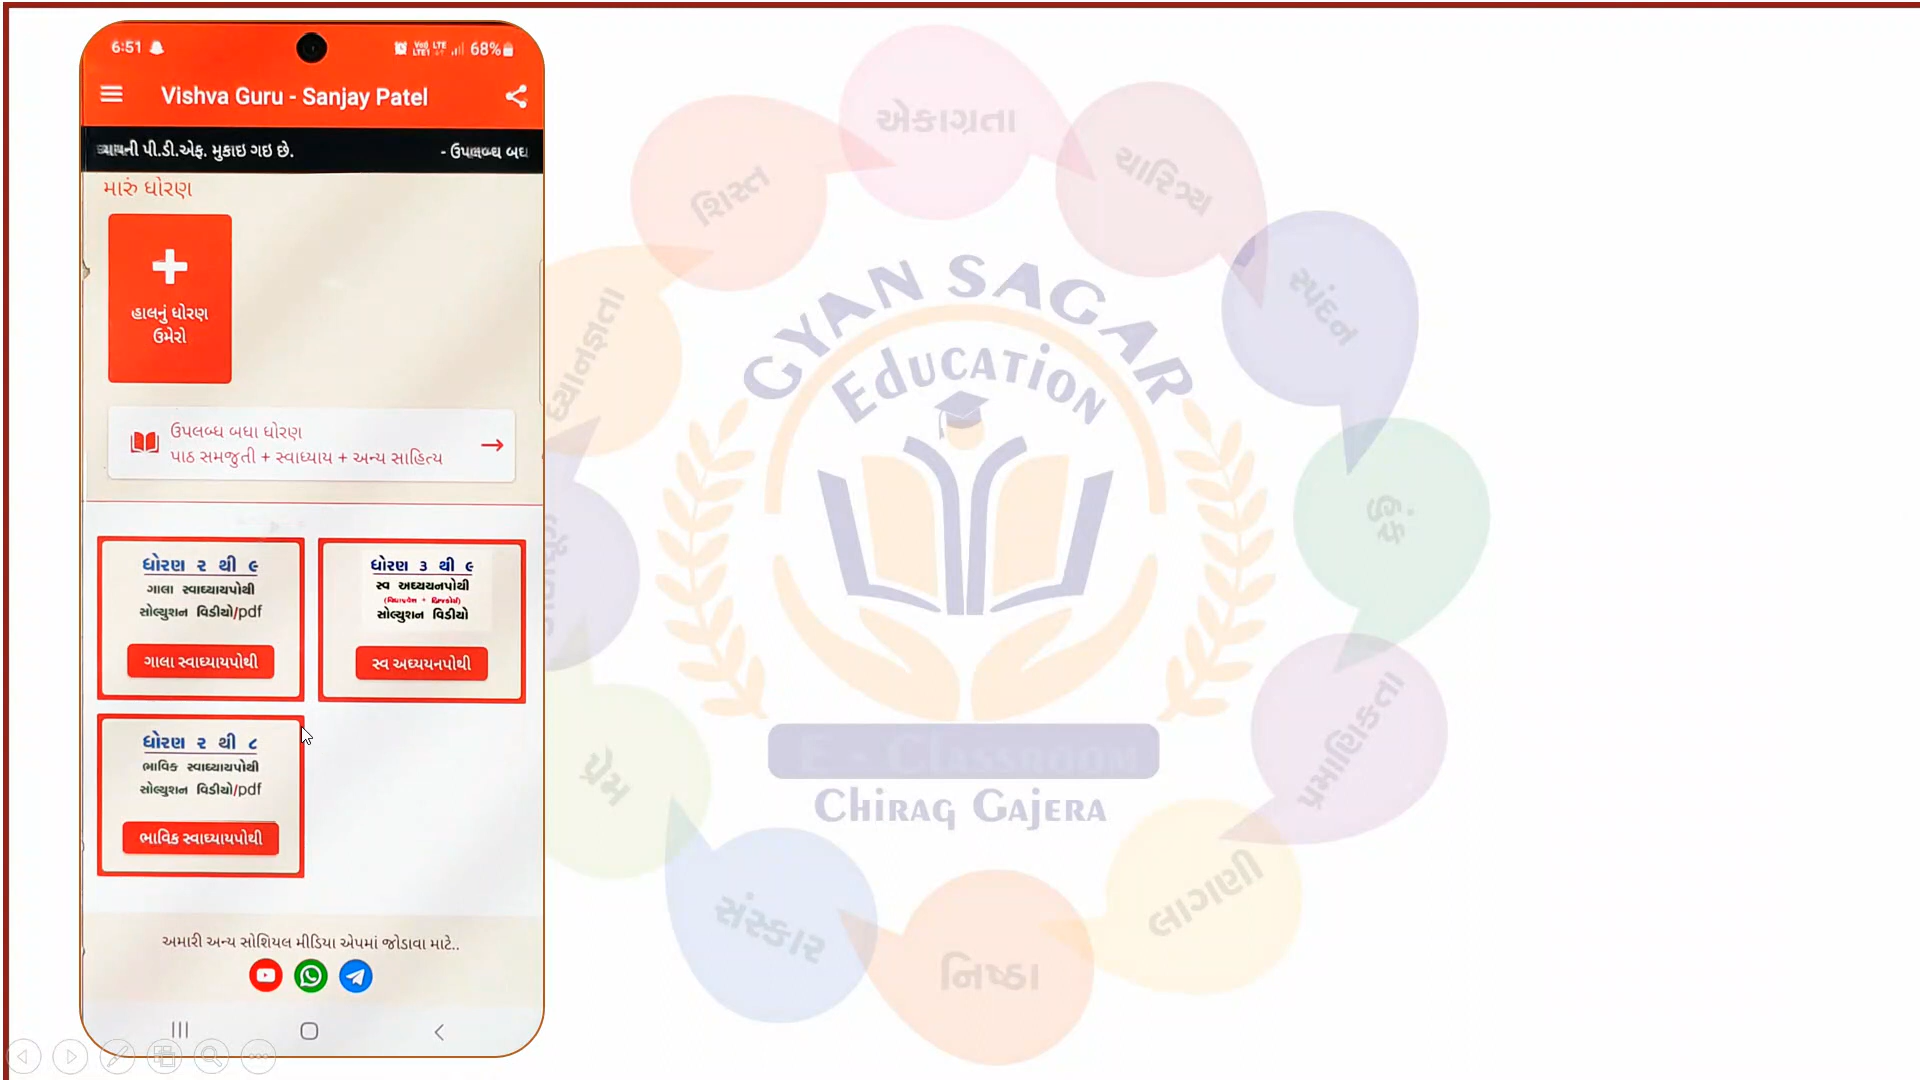 6:51
68%
Vishva Guru - Sanjay Patel
પી.ડી.એફ. મુકાઇ ગઇ છે.
- ઉપલબ્ધ બધ
મારું ધોરણ
હાલનું ધોરણ
ઉમેરો
ઉપલબ્ધ બધા ધોરણ
પાઠ સમજુતી + સ્વાધ્યાય + અન્ય સાહિત્ય
ધોરણ ૨ થી ૯
ગાલા સ્વાધ્યાયપોથી
સોલ્યુશન વિડીયો/pdf
ગાલા સ્વાધ્યાયપોથી
ધોરણ ૩ થી ૯
સ્વ અધ્યયનપોથી
સોલ્યુશન વિડીયો
સ્વ અધ્યયનપોથી
ધોરણ ૨ થી ૮
ભાવિક સ્વાધ્યાયપોથી
સોલ્યુશન વિડીયો/pdf
ભાવિક સ્વાધ્યાયપોથી
અમારી અન્ય સોશિયલ મીડિયા એપમાં જોડાવા માટે..
એકાગ્રતા
શિસ્ત
ચારિત્ર્ય
સ્પંદન
હુંફ
પ્રમાણિકતા
લાગણી
નિષ્ઠા
સંસ્કાર
પ્રેમ
GYAN SAGAR
EDUCATION
E - Classroom
Chirag Gajera